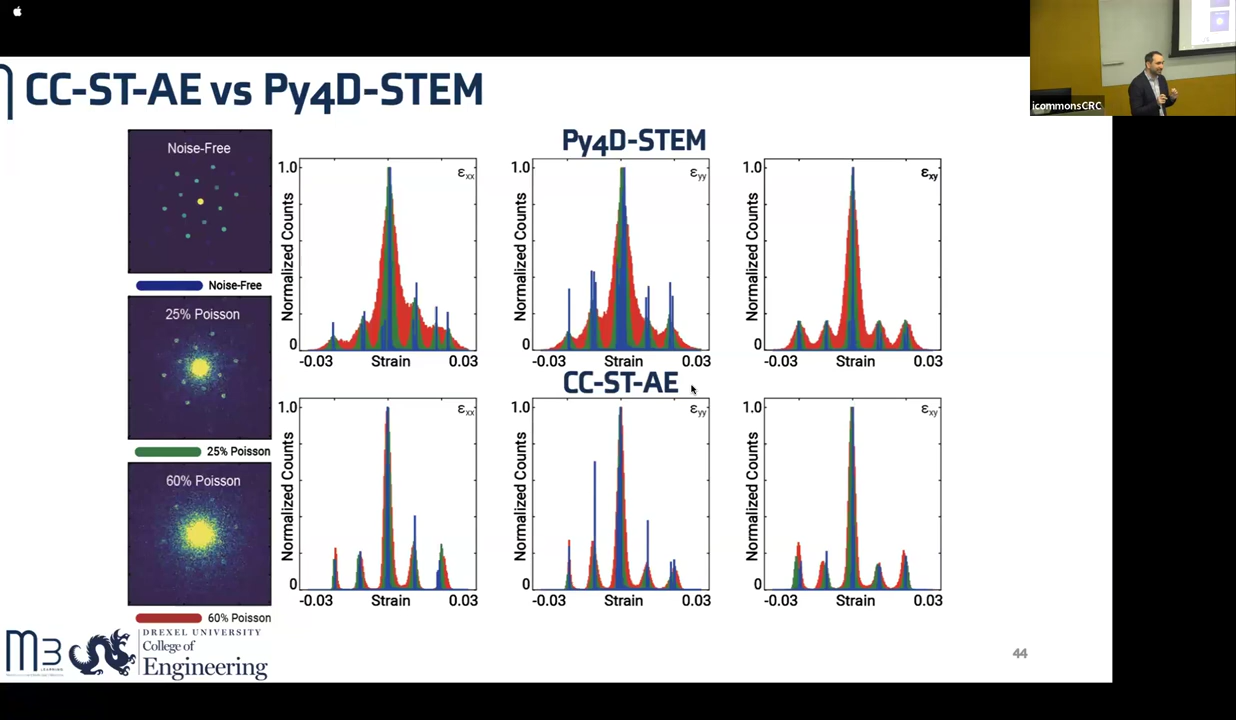 icommonsCRC
CC-ST-AE vs Py4D-STEM
Noise-Free
Noise-Free
25% Poisson
25% Poisson
60% Poisson
60% Poisson
Py4D-STEM
1.0
Normalized Counts
0
-0.03 Strain 0.03
εxx
1.0
Normalized Counts
0
-0.03 Strain 0.03
εyy
1.0
Normalized Counts
0
-0.03 Strain 0.03
εxy
CC-ST-AE
1.0
Normalized Counts
0
-0.03 Strain 0.03
εxx
1.0
Normalized Counts
0
-0.03 Strain 0.03
εyy
1.0
Normalized Counts
0
-0.03 Strain 0.03
εxy
M3
DREXEL UNIVERSITY
College of
Engineering
44